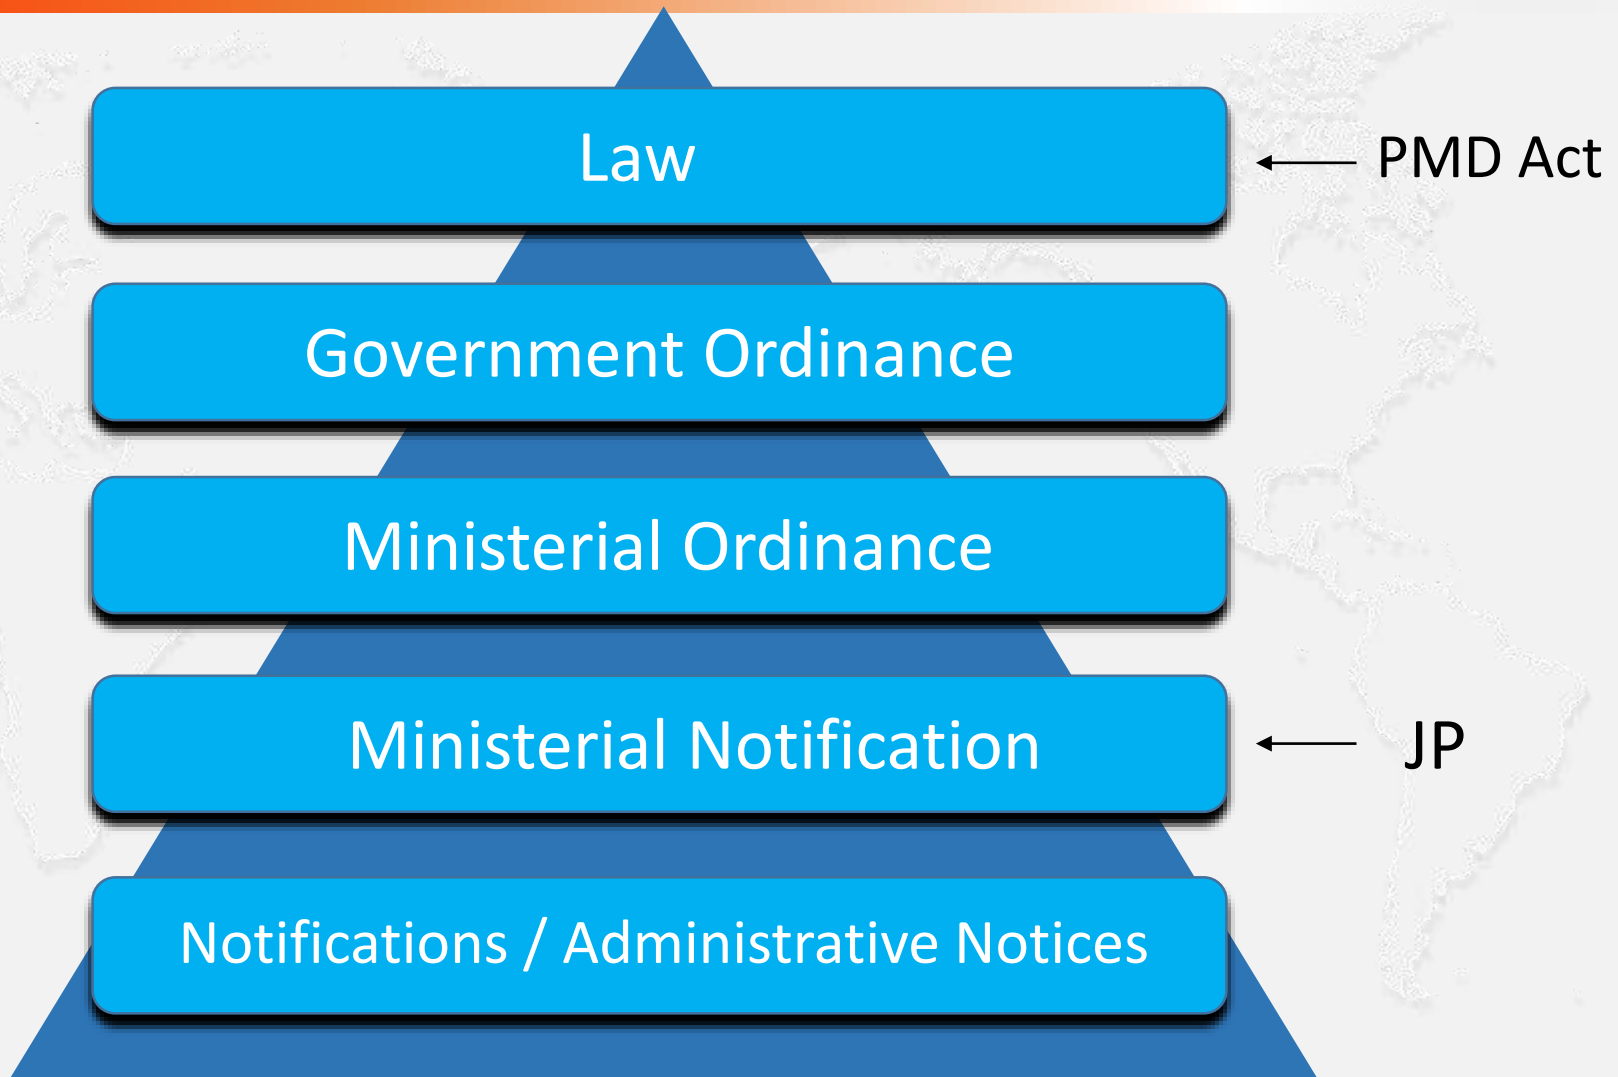 Law
PMD Act
Government Ordinance
Ministerial Ordinance
Ministerial Notification
JP
Notifications / Administrative Notices